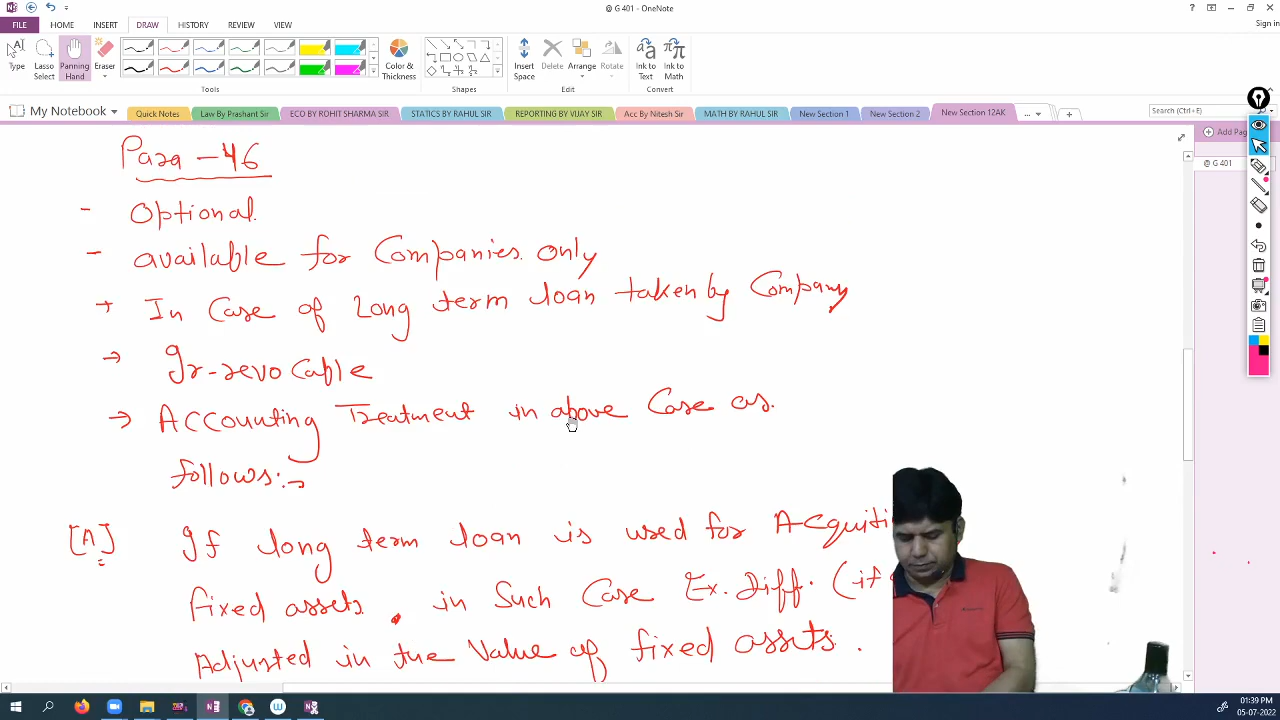 @ G 401 - OneNote
Sign in
FILE HOME INSERT DRAW HISTORY REVIEW VIEW
Type
Lasso Select
Panning Hand
Eraser
Color & Thickness
Insert Space
Delete
Arrange
Rotate
Ink to Text
Ink to Math
Tools
Shapes
Edit
Convert
My Notebook
Quick Notes
Law By Prashant Sir
ECO BY ROHIT SHARMA SIR
STATICS BY RAHUL SIR
REPORTING BY VIJAY SIR
Acc By Nitesh Sir
MATH BY RAHUL SIR
New Section 1
New Section 2
New Section 12AK
Search (Ctrl+E)
Add Pag
@ G 401
Para - 46
- Optional.
- available for Companies only
→ In Case of Long term loan taken by Company
→ Ir-revocable
→ Accounting Treatment in above Case as
follows:-
[A] If long term loan is used for Acquiti
fixed assets, in Such Case Ex. Diff. (if
Adjusted in the Value of fixed assets.
01:39 PM
05-07-2022